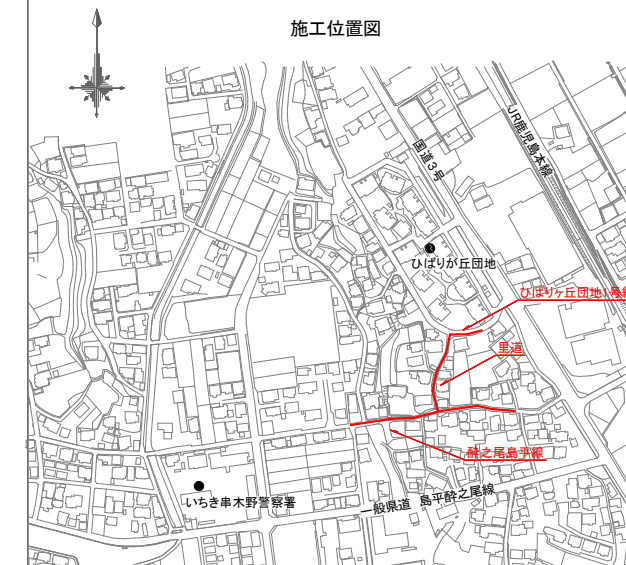 施工位置図
JR鹿児島本線
国道3号
ひばりが丘団地
ひばりヶ丘団地1号線
里道
酔之尾島平線
いちき串木野警察署
一般県道 島平酔之尾線